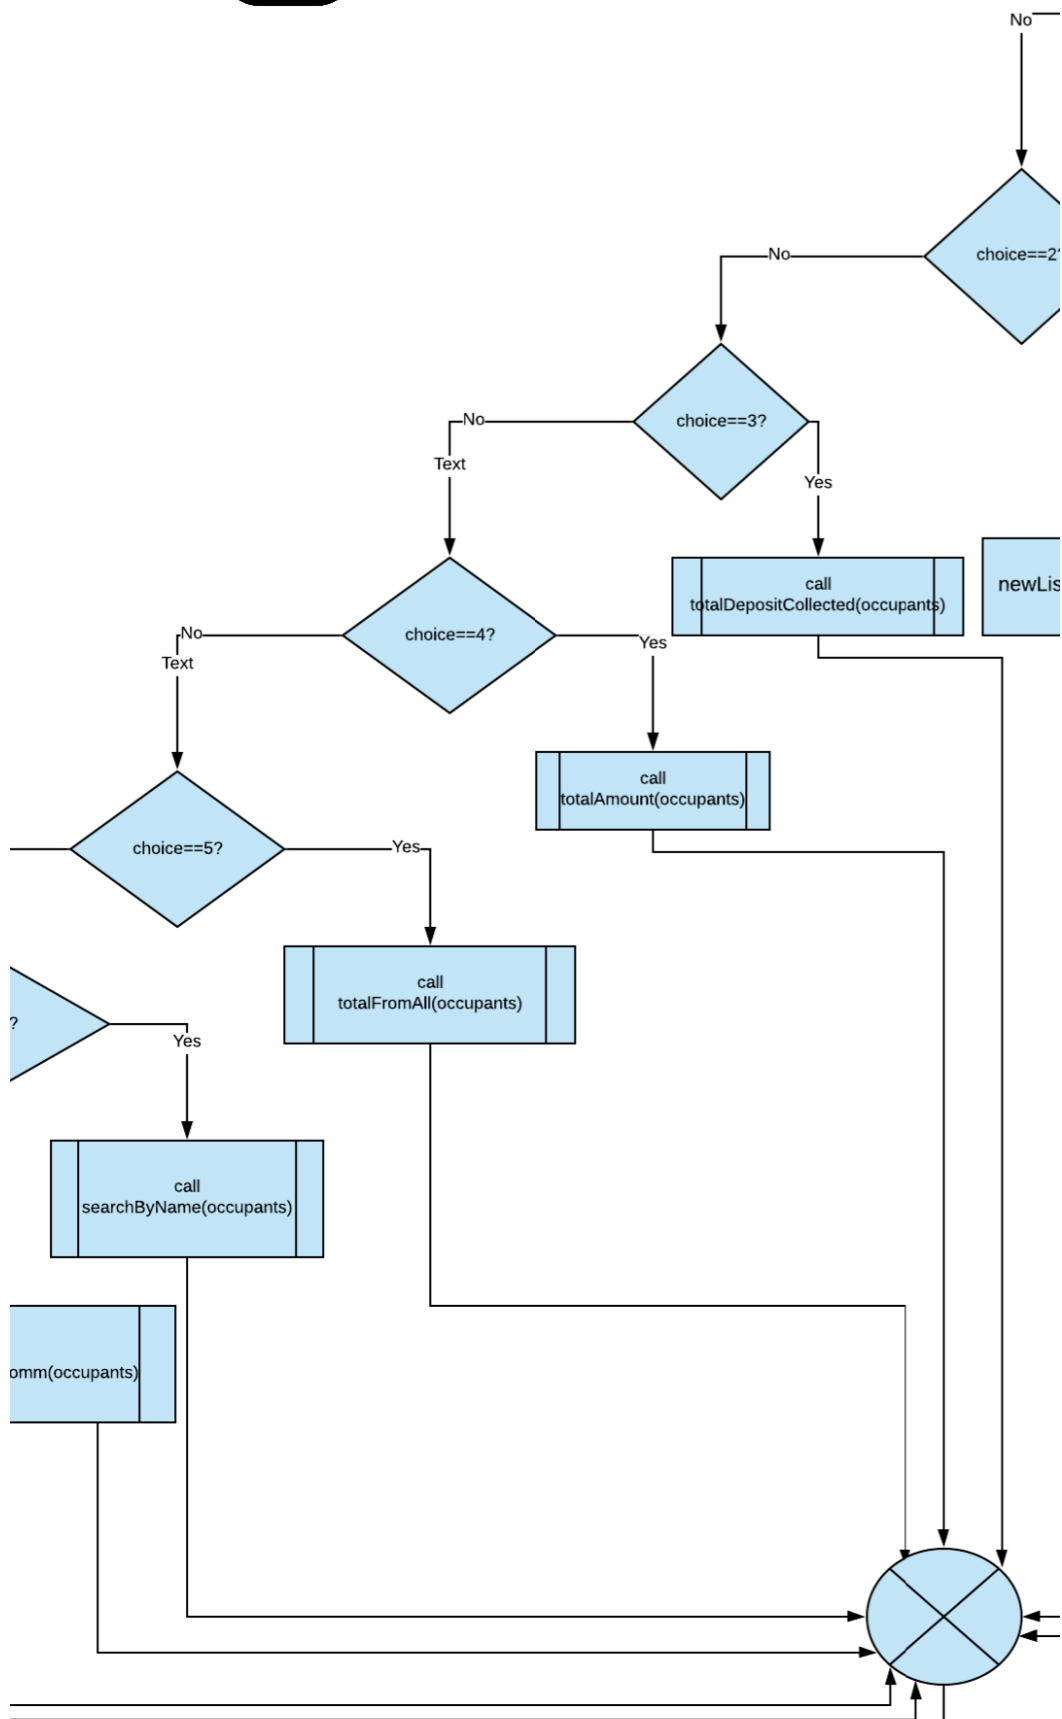 No
choice==2?
No
choice==3?
No
Text
Yes
call
totalDepositCollected(occupants)
newLis
choice==4?
No
Text
Yes
call
totalAmount(occupants)
choice==5?
Yes
call
totalFromAll(occupants)
?
Yes
call
searchByName(occupants)
omm(occupants)